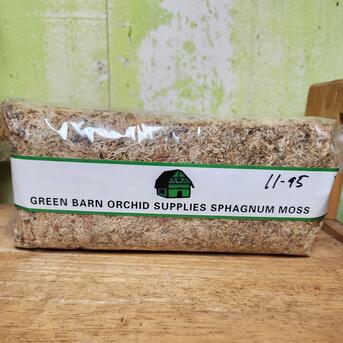 11-95
GREEN BARN ORCHID SUPPLIES SPHAGNUM MOSS